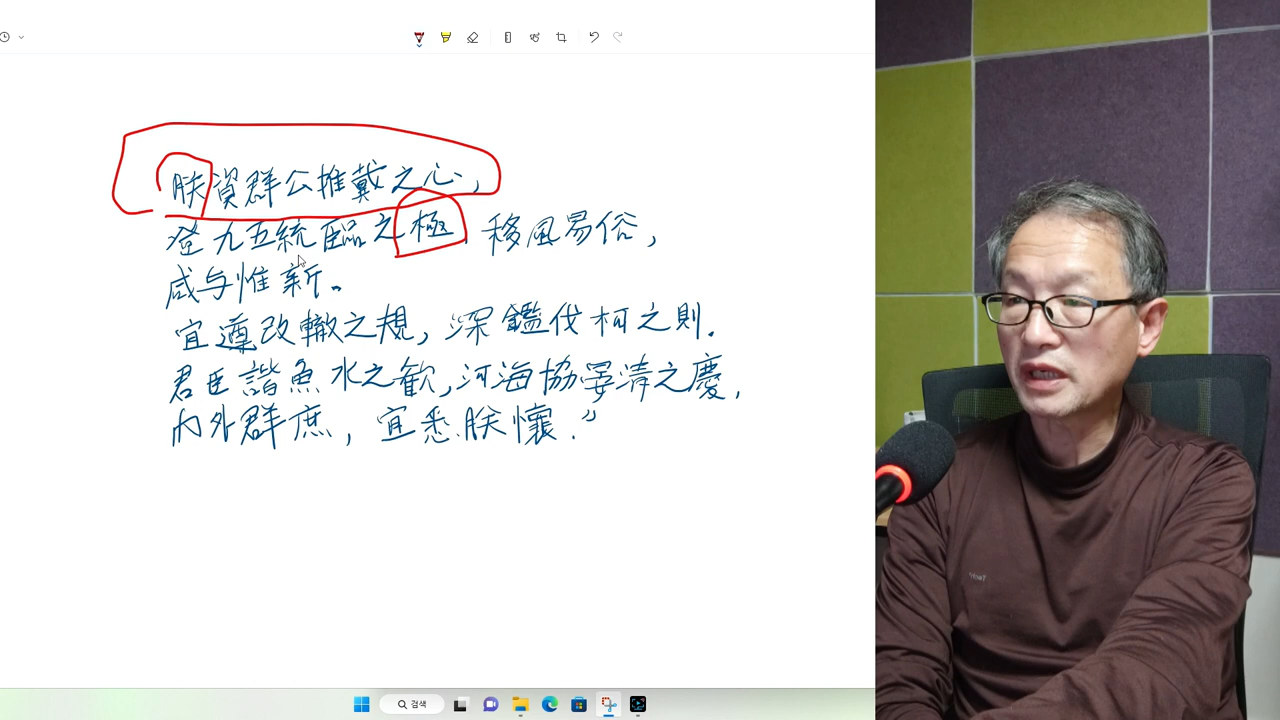 朕資群公推戴之心,
登九五統臨之極. 移風易俗,
咸与惟新。
宜遵改轍之規, 深鑑伐柯之則.
君臣諧魚水之歡, 河海協晏清之慶,
內外群庶, 宜悉朕懷."
검색